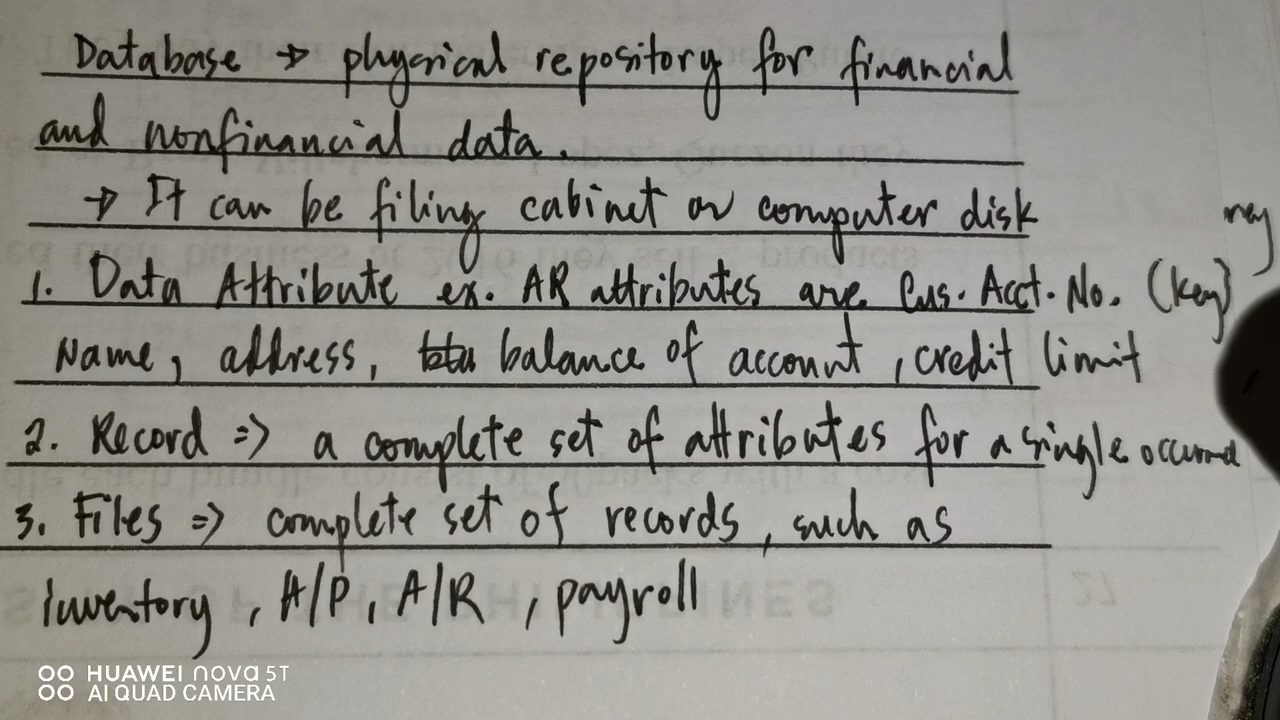 Database → physical repository for financial
and nonfinancial data.
→ It can be filing cabinet or computer disk
1. Data Attribute ex. AR attributes are Cus. Acct. No. (key)
Name, address, balance of account, credit limit
2. Record => a complete set of attributes for a single
3. Files => complete set of records, such as
inventory, A/P, A/R, payroll
HUAWEI nova 5T
AI QUAD CAMERA